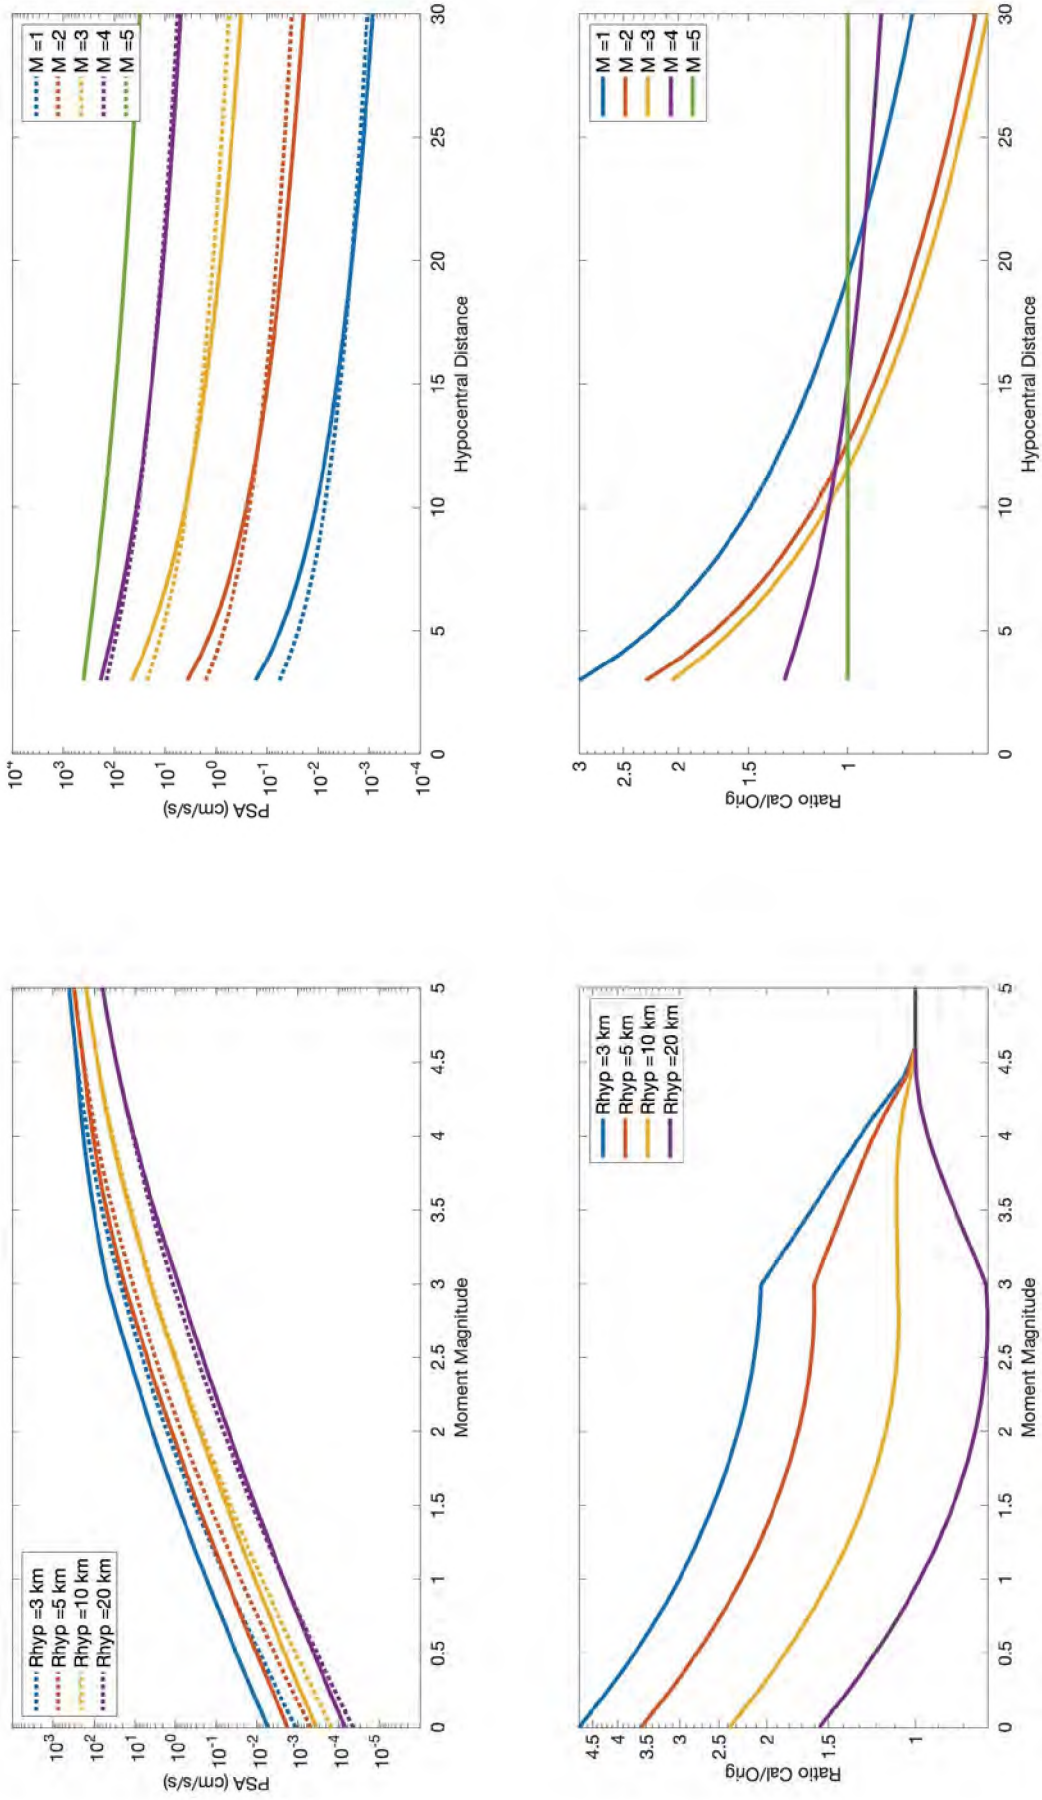 10³
10²
10¹
10⁰
10⁻¹
10⁻²
10⁻³
10⁻⁴
10⁻⁵
PSA (cm/s/s)
Rhyp =3 km
Rhyp =5 km
Rhyp =10 km
Rhyp =20 km
0 0.5 1 1.5 2 2.5 3 3.5 4 4.5 5
Moment Magnitude
10⁴
10³
10²
10¹
10⁰
10⁻¹
10⁻²
10⁻³
10⁻⁴
PSA (cm/s/s)
M =1
M =2
M =3
M =4
M =5
0 5 10 15 20 25 30
Hypocentral Distance
4.5
4
3.5
3
2.5
2
1.5
1
Ratio Cal/Orig
Rhyp =3 km
Rhyp =5 km
Rhyp =10 km
Rhyp =20 km
0 0.5 1 1.5 2 2.5 3 3.5 4 4.5 5
Moment Magnitude
3
2.5
2
1.5
1
Ratio Cal/Orig
M =1
M =2
M =3
M =4
M =5
0 5 10 15 20 25 30
Hypocentral Distance